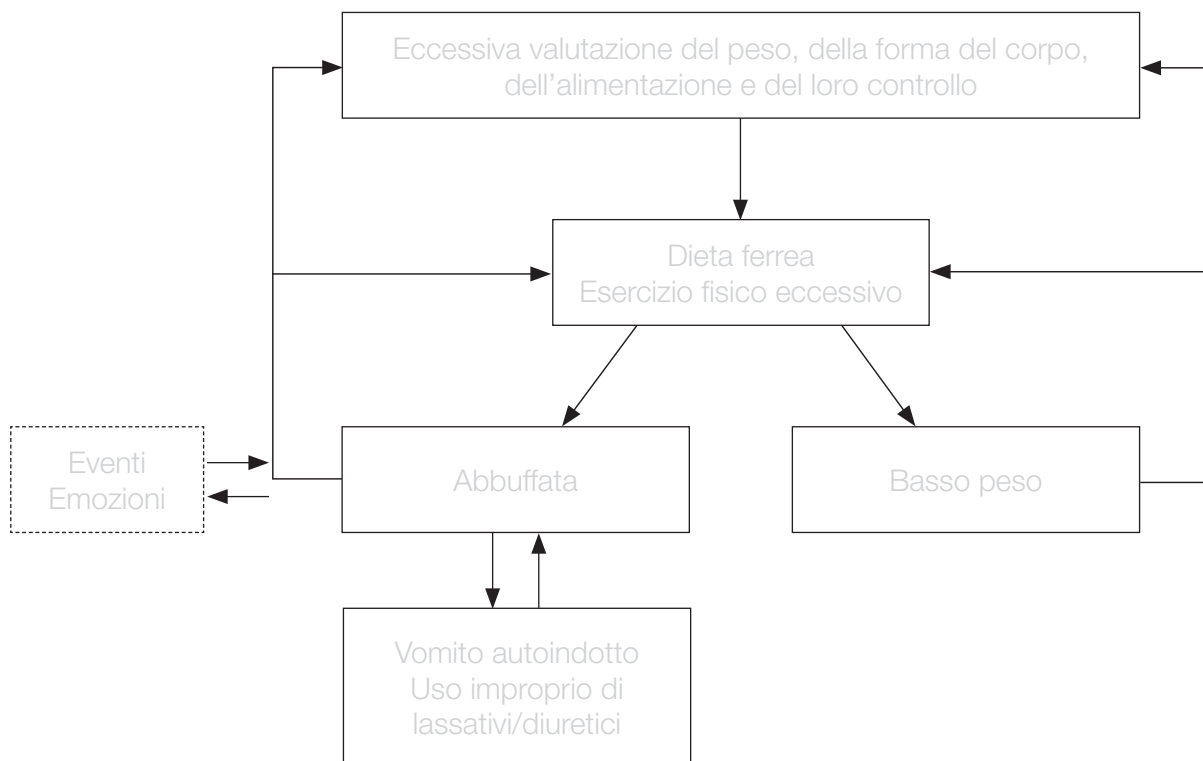 Eccessiva valutazione del peso, della forma del corpo,
dell’alimentazione e del loro controllo
Dieta ferrea
Esercizio fisico eccessivo
Eventi
Emozioni
Abbuffata
Basso peso
Vomito autoindotto
Uso improprio di
lassativi/diuretici